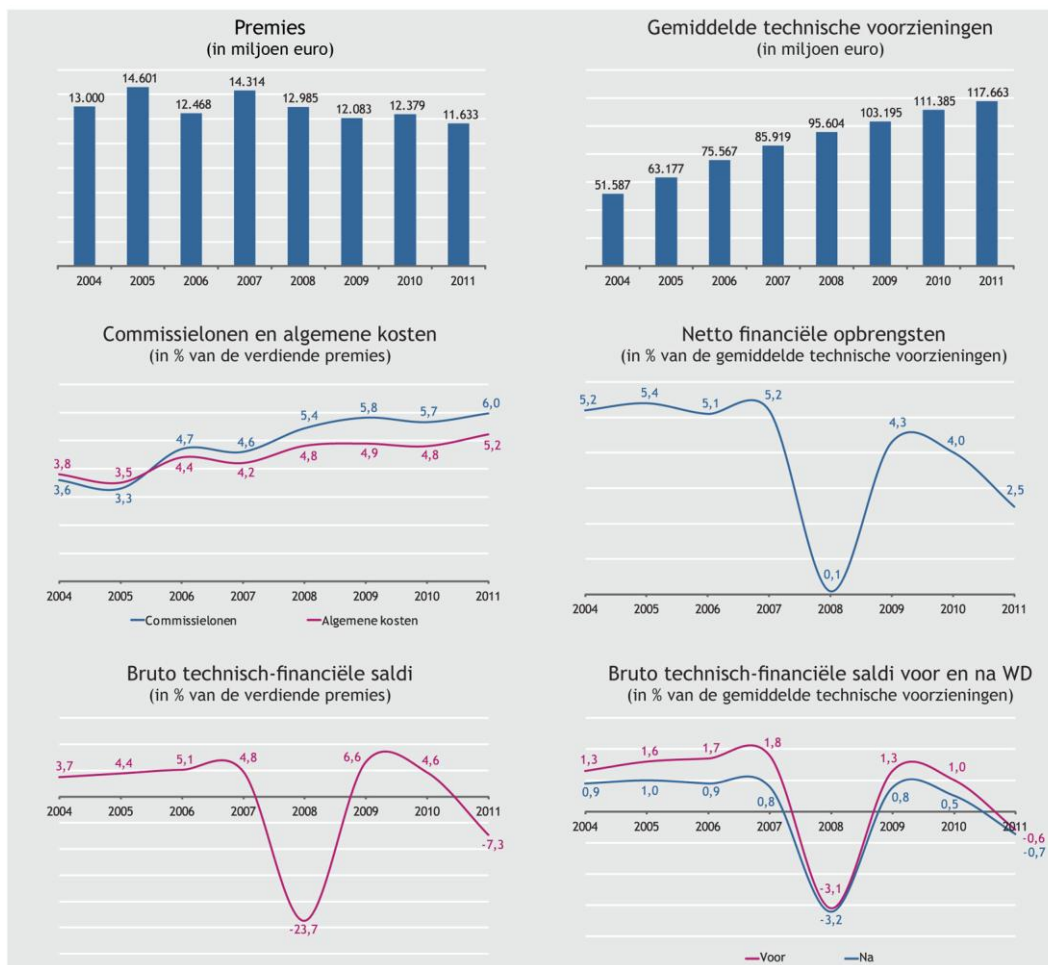 Premies
(in miljoen euro)
13.000
14.601
12.468
14.314
12.985
12.083
12.379
11.633
2004 2005 2006 2007 2008 2009 2010 2011
Gemiddelde technische voorzieningen
(in miljoen euro)
51.587
63.177
75.567
85.919
95.604
103.195
111.385
117.663
2004 2005 2006 2007 2008 2009 2010 2011
Commissielonen en algemene kosten
(in % van de verdiende premies)
3,8 3,5 4,7 4,6 5,4 5,8 5,7 6,0
3,6 3,3 4,4 4,2 4,8 4,9 4,8 5,2
2004 2005 2006 2007 2008 2009 2010 2011
Commissielonen Algemene kosten
Netto financiële opbrengsten
(in % van de gemiddelde technische voorzieningen)
5,2 5,4 5,1 5,2 0,1 4,3 4,0 2,5
2004 2005 2006 2007 2008 2009 2010 2011
Bruto technisch-financiële saldi
(in % van de verdiende premies)
3,7 4,4 5,1 4,8 6,6 4,6
2004 2005 2006 2007 2008 2009 2010 2011
-7,3
-23,7
Bruto technisch-financiële saldi voor en na WD
(in % van de gemiddelde technische voorzieningen)
1,3 1,6 1,7 1,8 1,3 1,0
0,9 1,0 0,9 0,8 0,8 0,5
2004 2005 2006 2007 2008 2009 2010 2011
-0,6
-0,7
-3,1
-3,2
Voor Na